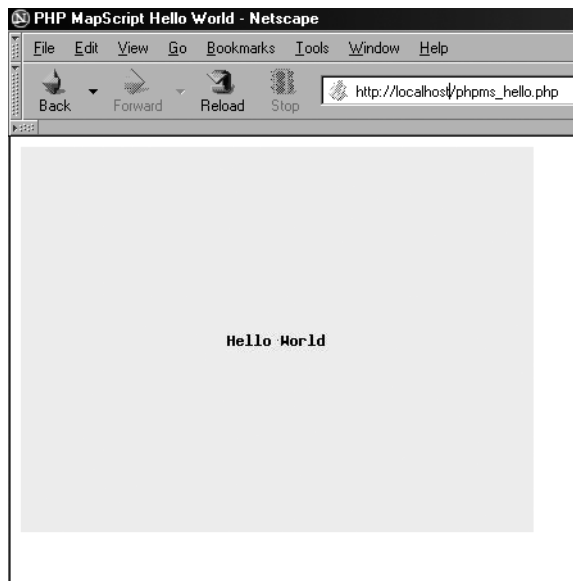 PHP MapScript Hello World - Netscape
File Edit View Go Bookmarks Tools Window Help
http://localhost/phpms_hello.php
Back Forward Reload Stop
Hello World